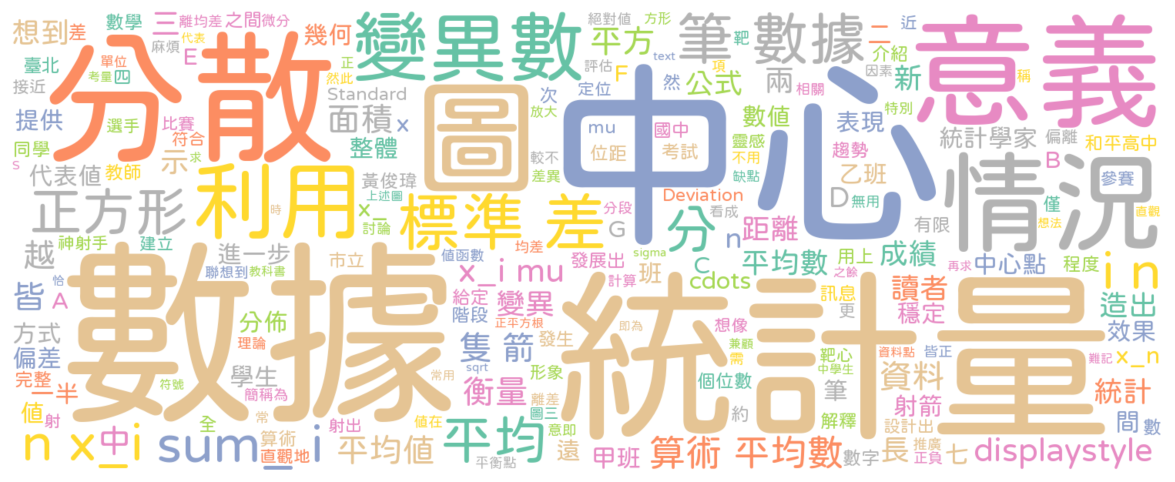 想到 差 數學 離均差 之間 微分 三 代表 麻煩 E 幾何 變異數 絕對值 方形 平方 筆 數據 靶 二 近 意義
臺北 單位 考量 四 正 然此 評估 F text 項 介紹 然 新 稱
接近 分散 Standard 次 定位 公式 兩 相關 因素 特別
提供 選手 比賽 符合 面積 x 圖 中心 放大 mu 國中 數值 靈感 表現 統計學家 偏離 和平高中
同學 示 求 整體 位距 考試 趨勢 B
s 代表值 教師 利用 黃俊瑋 較不 差異 不用 缺點 乙班 情況 參賽
正方形 上述圖 x_ 標準 差 Deviation 看成 D 無用 僅 直觀
越 神射手 建立 時 討論 分段 G 分 n 距離 有限 想法
進一步 值函數 均差 發展出 sigma C 用上 成績 中心點 程度 i n
聯想到 教科書 市立 x_i mu 計算 班 cdots 平均數 之餘 再求
皆 A 恰 數據 給定 階段 變異 統計量 訊息 更 讀者 穩定 造出
方式 分佈 理論 正平方根 發生 想像 兼顧 效果
偏差 即為 靶心 資料點 皆正 x_n
完整 一半 學生 符號 常用 sqrt 隻 箭 形象 衡量 需 中學生 資料 難記
簡稱為 個位數 筆 統計
值 射 全 常 射出 值在 離差 圖三 約 解釋 射箭 設計出 間 數
n x_i 中 sum_i 算術 直觀地 平均值 平均 意即 平衡點 遠 甲班 算術 平均數 數字 長 推廣 正負 七 displaystyle